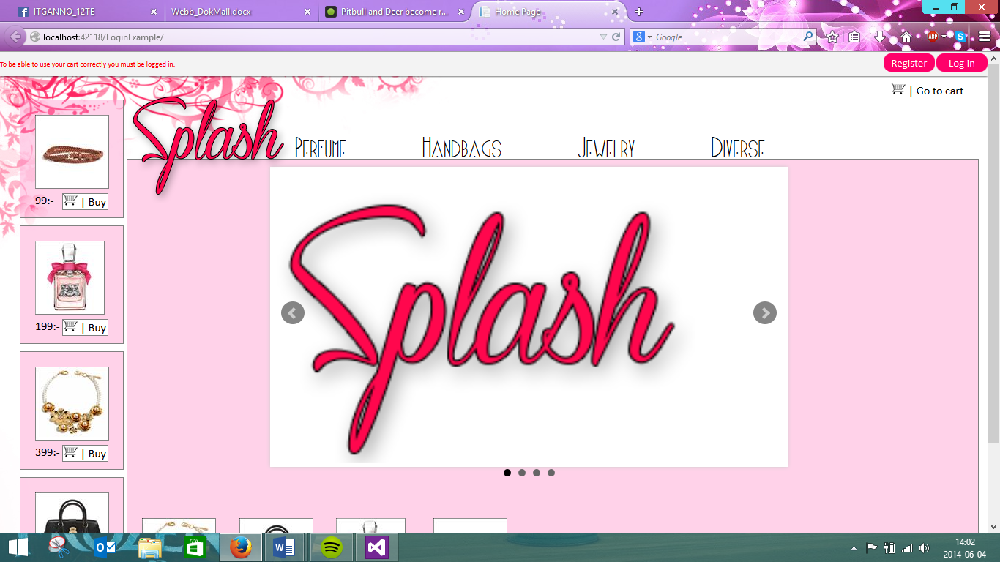 ITGANNO_12TE
Webb_DokMall.docx
Pitbull and Deer become r...
Home Page
localhost:42118/LoginExample/
Google
ABP
To be able to use your cart correctly you must be logged in.
Register
Log in
| Go to cart
Splash
PERFUME
HANDBAGS
JEWELRY
DIVERSE
99:- | Buy
199:- | Buy
399:- | Buy
Splash
14:02
2014-06-04